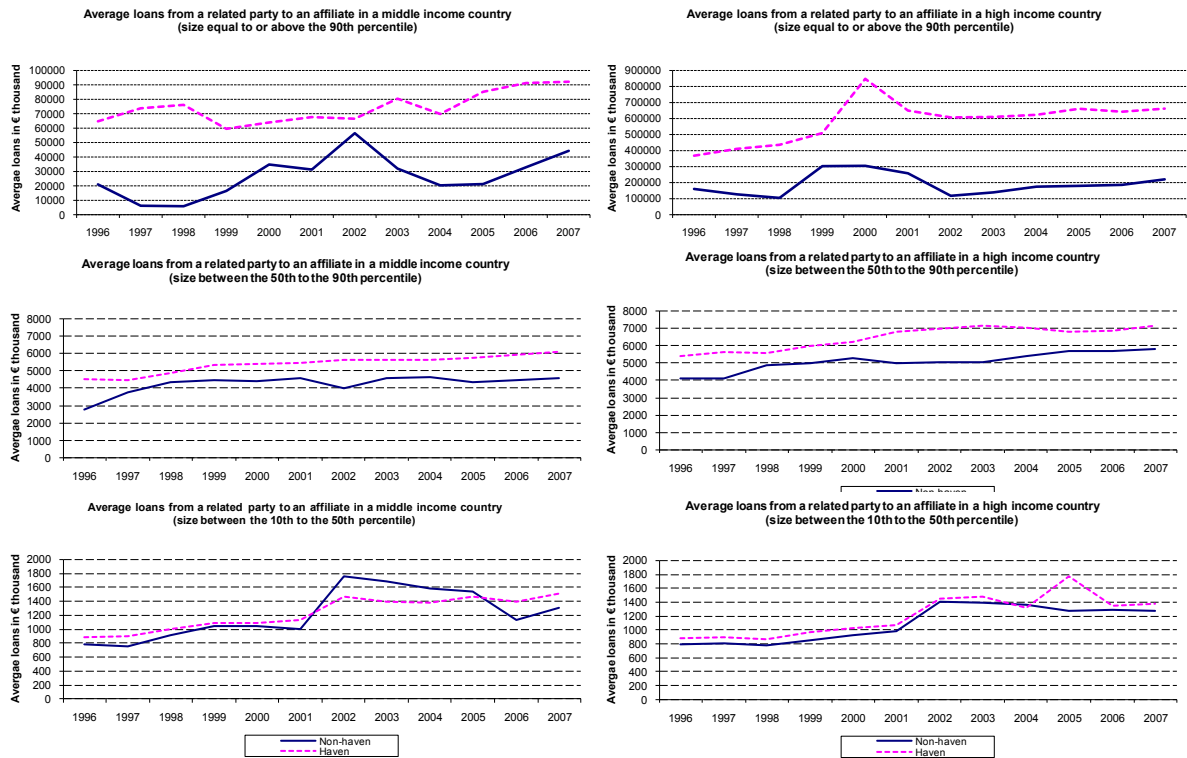 Average loans from a related party to an affiliate in a middle income country
(size equal to or above the 90th percentile)
Avergae loans in € thousand
100000
90000
80000
70000
60000
50000
40000
30000
20000
10000
0
1996 1997 1998 1999 2000 2001 2002 2003 2004 2005 2006 2007
Average loans from a related party to an affiliate in a high income country
(size equal to or above the 90th percentile)
Avergae loans in € thousand
900000
800000
700000
600000
500000
400000
300000
200000
100000
0
1996 1997 1998 1999 2000 2001 2002 2003 2004 2005 2006 2007
Average loans from a related party to an affiliate in a middle income country
(size between the 50th to the 90th percentile)
Avergae loans in € thousand
8000
7000
6000
5000
4000
3000
2000
1000
0
1996 1997 1998 1999 2000 2001 2002 2003 2004 2005 2006 2007
Average loans from a related party to an affiliate in a high income country
(size between the 50th to the 90th percentile)
Avergae loans in € thousand
8000
7000
6000
5000
4000
3000
2000
1000
0
1996 1997 1998 1999 2000 2001 2002 2003 2004 2005 2006 2007
Non-haven
Average loans from a related party to an affiliate in a middle income country
(size between the 10th to the 50th percentile)
Avergae loans in € thousand
2000
1800
1600
1400
1200
1000
800
600
400
200
0
1996 1997 1998 1999 2000 2001 2002 2003 2004 2005 2006 2007
Non-haven
Haven
Average loans from a related party to an affiliate in a high income country
(size between the 10th to the 50th percentile)
Avergae loans in € thousand
2000
1800
1600
1400
1200
1000
800
600
400
200
0
1996 1997 1998 1999 2000 2001 2002 2003 2004 2005 2006 2007
Non-haven
Haven